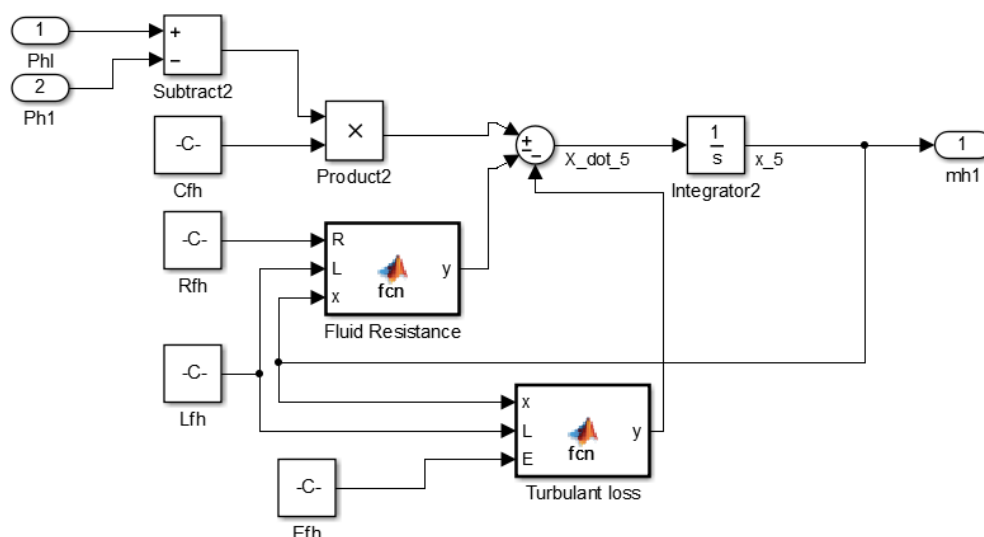 1
Phl
2
Ph1
+
−
Subtract2
-C-
Cfh
×
Product2
+
−
−
X_dot_5
1
s
Integrator2
x_5
1
mh1
-C-
Rfh
R
L
x
y
fcn
Fluid Resistance
-C-
Lfh
x
L
E
y
fcn
Turbulant loss
-C-